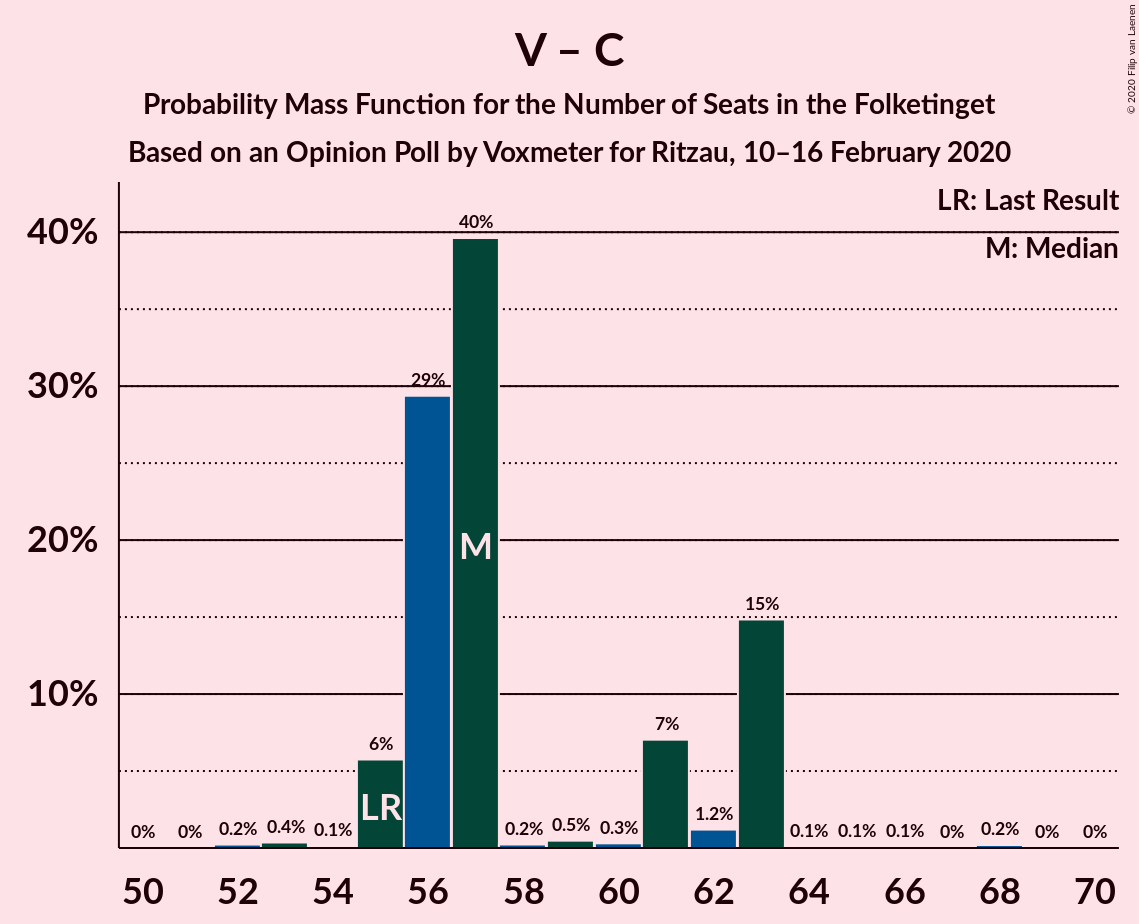 V – C
Probability Mass Function for the Number of Seats in the Folketinget
Based on an Opinion Poll by Voxmeter for Ritzau, 10–16 February 2020
© 2020 Filip van Laenen
LR: Last Result
M: Median
40%
30%
20%
10%
0%
0%
0.2%
0.4%
0.1%
6%
29%
40%
0.2%
0.5%
0.3%
7%
1.2%
15%
0.1%
0.1%
0.1%
0%
0.2%
0%
0%
LR
M
50 52 54 56 58 60 62 64 66 68 70